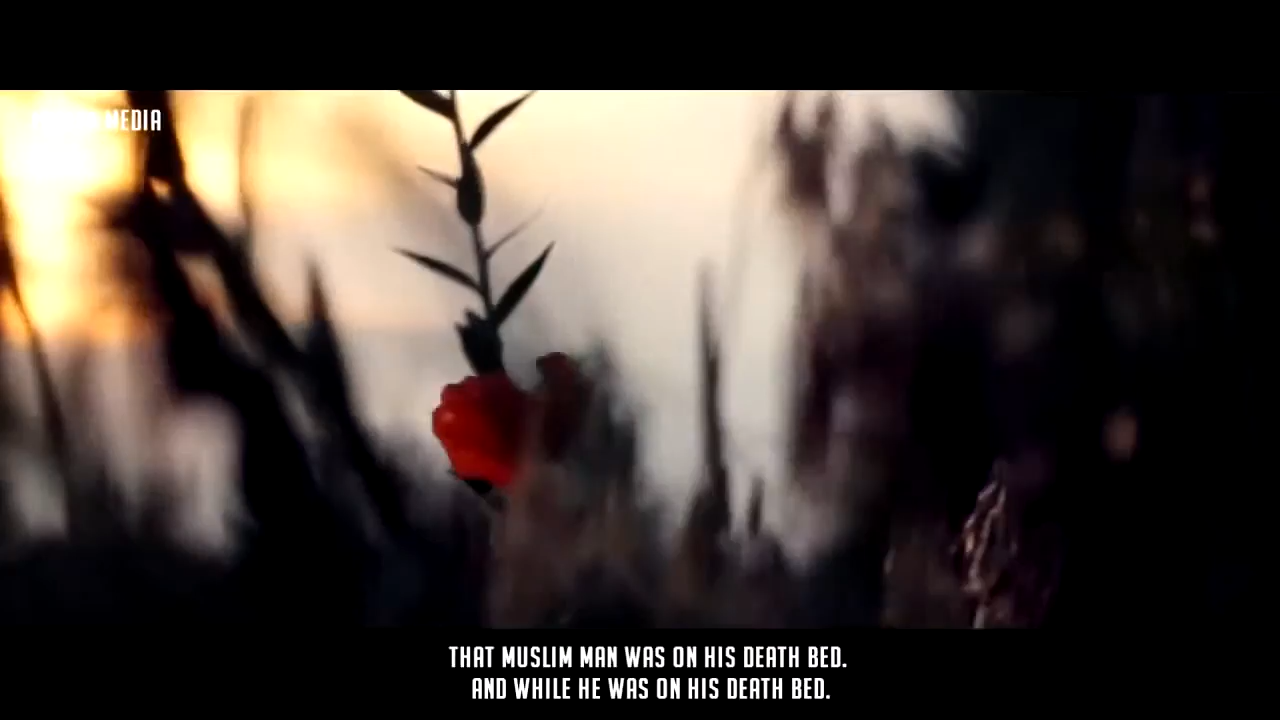 MEDIA
THAT MUSLIM MAN WAS ON HIS DEATH BED.
AND WHILE HE WAS ON HIS DEATH BED.